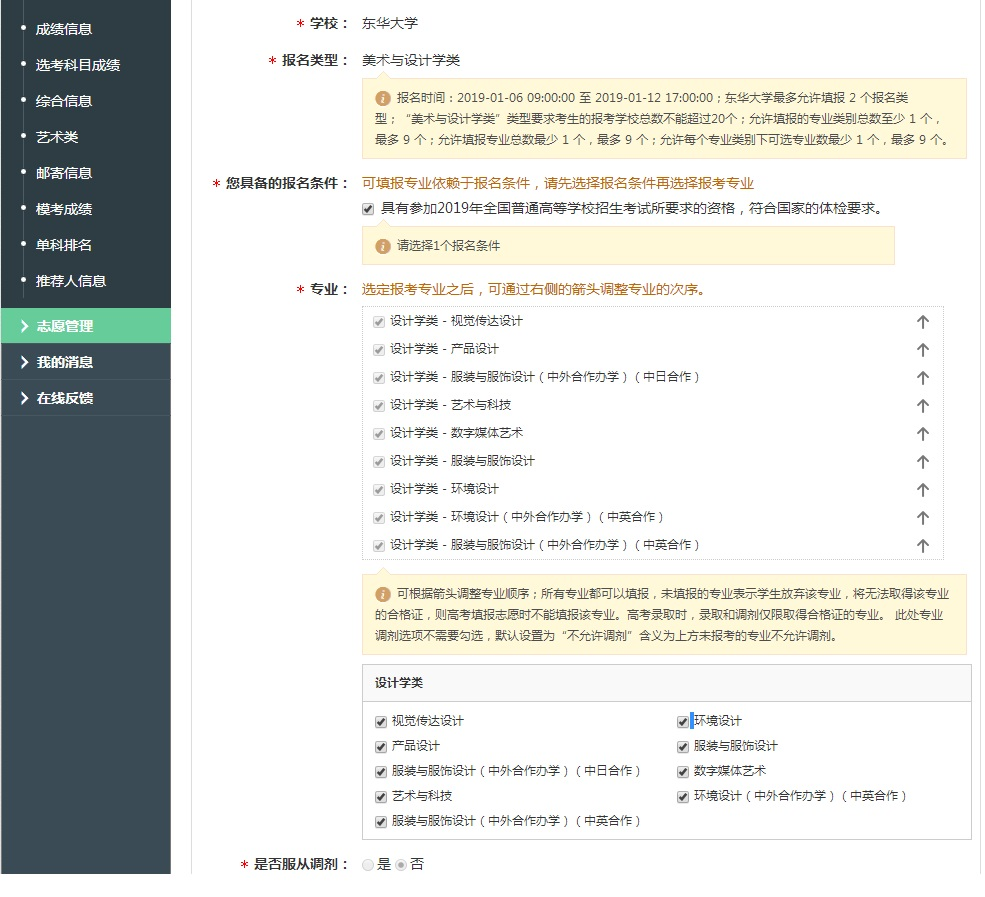 成绩信息
选考科目成绩
综合信息
艺术类
邮寄信息
模考成绩
单科排名
推荐人信息
志愿管理
我的消息
在线反馈
* 学校： 东华大学
* 报名类型： 美术与设计学类
报名时间：2019-01-06 09:00:00 至 2019-01-12 17:00:00；东华大学最多允许填报 2 个报名类
型；“美术与设计学类”类型要求考生的报考学校总数不能超过20个；允许填报的专业类别总数至少 1 个，
最多 9 个；允许填报专业总数最少 1 个，最多 9 个；允许每个专业类别下可选专业数最少 1 个，最多 9 个。
* 您具备的报名条件： 可填报专业依赖于报名条件，请先选择报名条件再选择报考专业
具有参加2019年全国普通高等学校招生考试所要求的资格，符合国家的体检要求。
请选择1个报名条件
* 专业： 选定报考专业之后，可通过右侧的箭头调整专业的次序。
设计学类 - 视觉传达设计
设计学类 - 产品设计
设计学类 - 服装与服饰设计（中外合作办学）（中日合作）
设计学类 - 艺术与科技
设计学类 - 数字媒体艺术
设计学类 - 服装与服饰设计
设计学类 - 环境设计
设计学类 - 环境设计（中外合作办学）（中英合作）
设计学类 - 服装与服饰设计（中外合作办学）（中英合作）
可根据箭头调整专业顺序；所有专业都可以填报，未填报的专业表示学生放弃该专业，将无法取得该专业
的合格证，则高考填报志愿时不能填报该专业。高考录取时，录取和调剂仅限取得合格证的专业。 此处专业
调剂选项不需要勾选，默认设置为“不允许调剂”含义为上方未报考的专业不允许调剂。
设计学类
视觉传达设计 环境设计
产品设计 服装与服饰设计
服装与服饰设计（中外合作办学）（中日合作） 数字媒体艺术
艺术与科技 环境设计（中外合作办学）（中英合作）
服装与服饰设计（中外合作办学）（中英合作）
* 是否服从调剂： 是 否